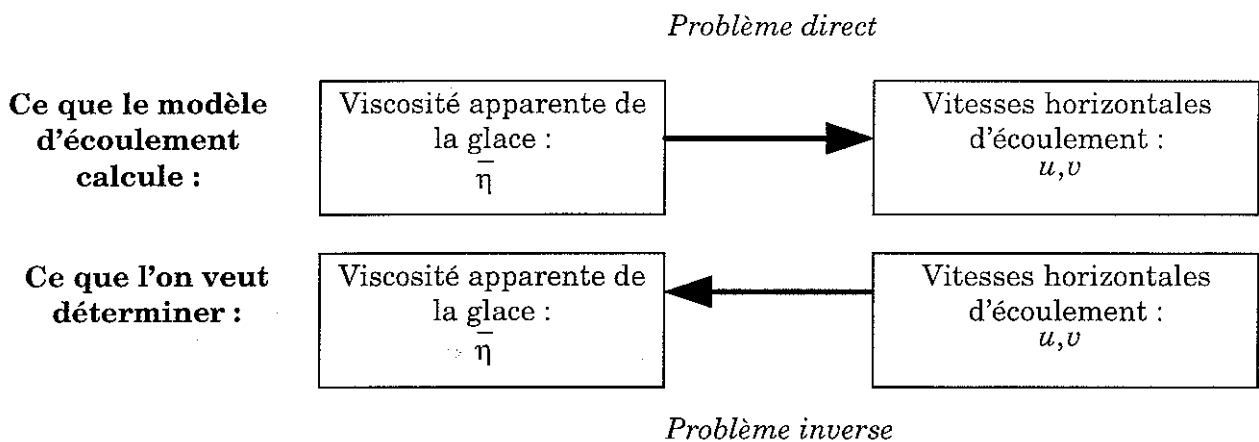 Problème direct
Ce que le modèle
d'écoulement
calcule :
Viscosité apparente de
la glace :
η̅
Vitesses horizontales
d'écoulement :
u,v
Ce que l'on veut
déterminer :
Viscosité apparente de
la glace :
η̅
Vitesses horizontales
d'écoulement :
u,v
Problème inverse